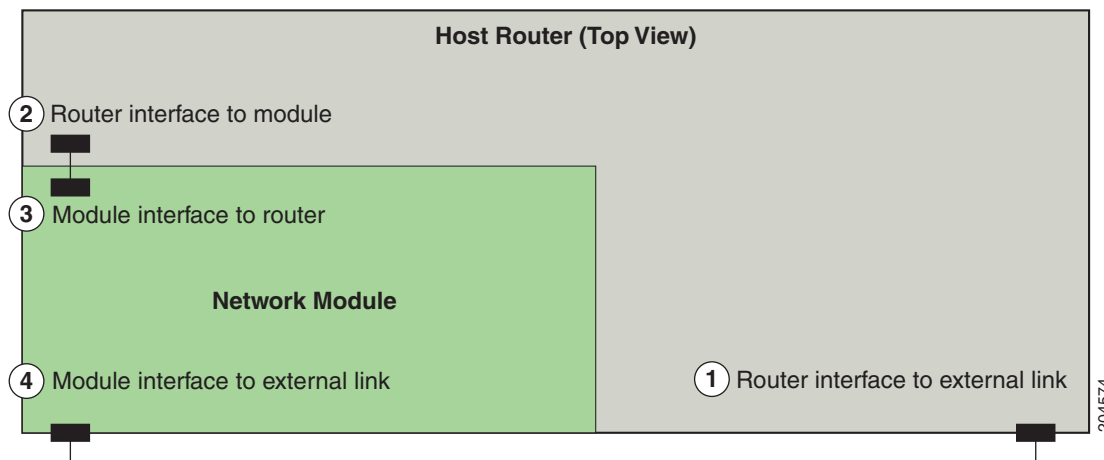 Host Router (Top View)
2 Router interface to module
3 Module interface to router
Network Module
4 Module interface to external link
1 Router interface to external link
204574